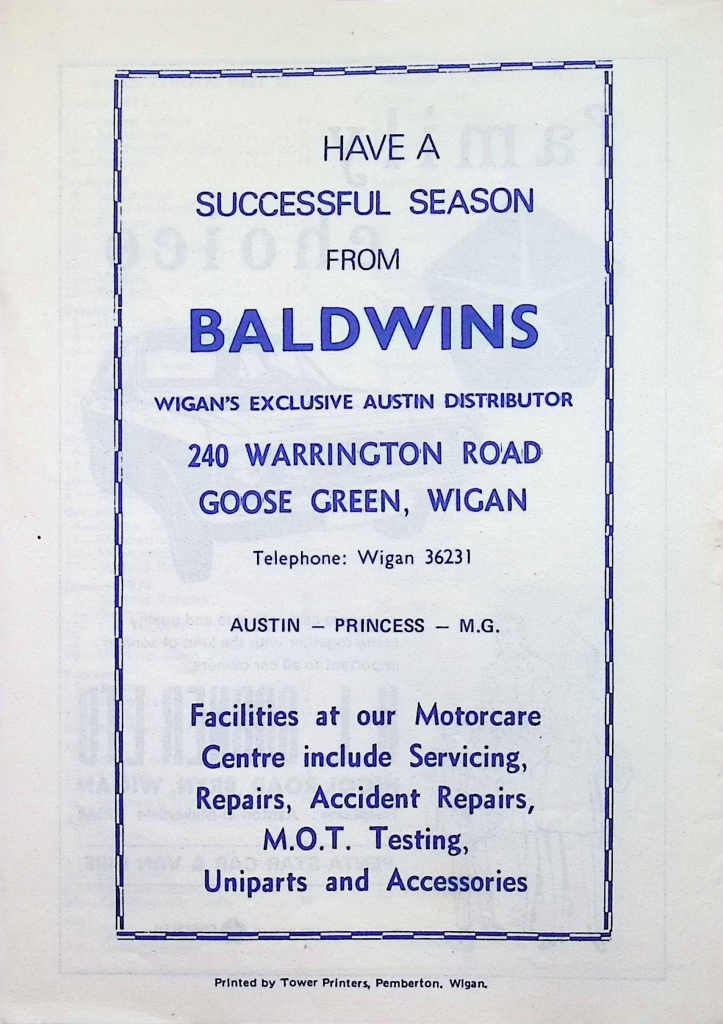 HAVE A
SUCCESSFUL SEASON
FROM
BALDWINS
WIGAN'S EXCLUSIVE AUSTIN DISTRIBUTOR
240 WARRINGTON ROAD
GOOSE GREEN, WIGAN
Telephone: Wigan 36231
AUSTIN – PRINCESS – M.G.
Facilities at our Motorcare
Centre include Servicing,
Repairs, Accident Repairs,
M.O.T. Testing,
Uniparts and Accessories
Printed by Tower Printers, Pemberton. Wigan.